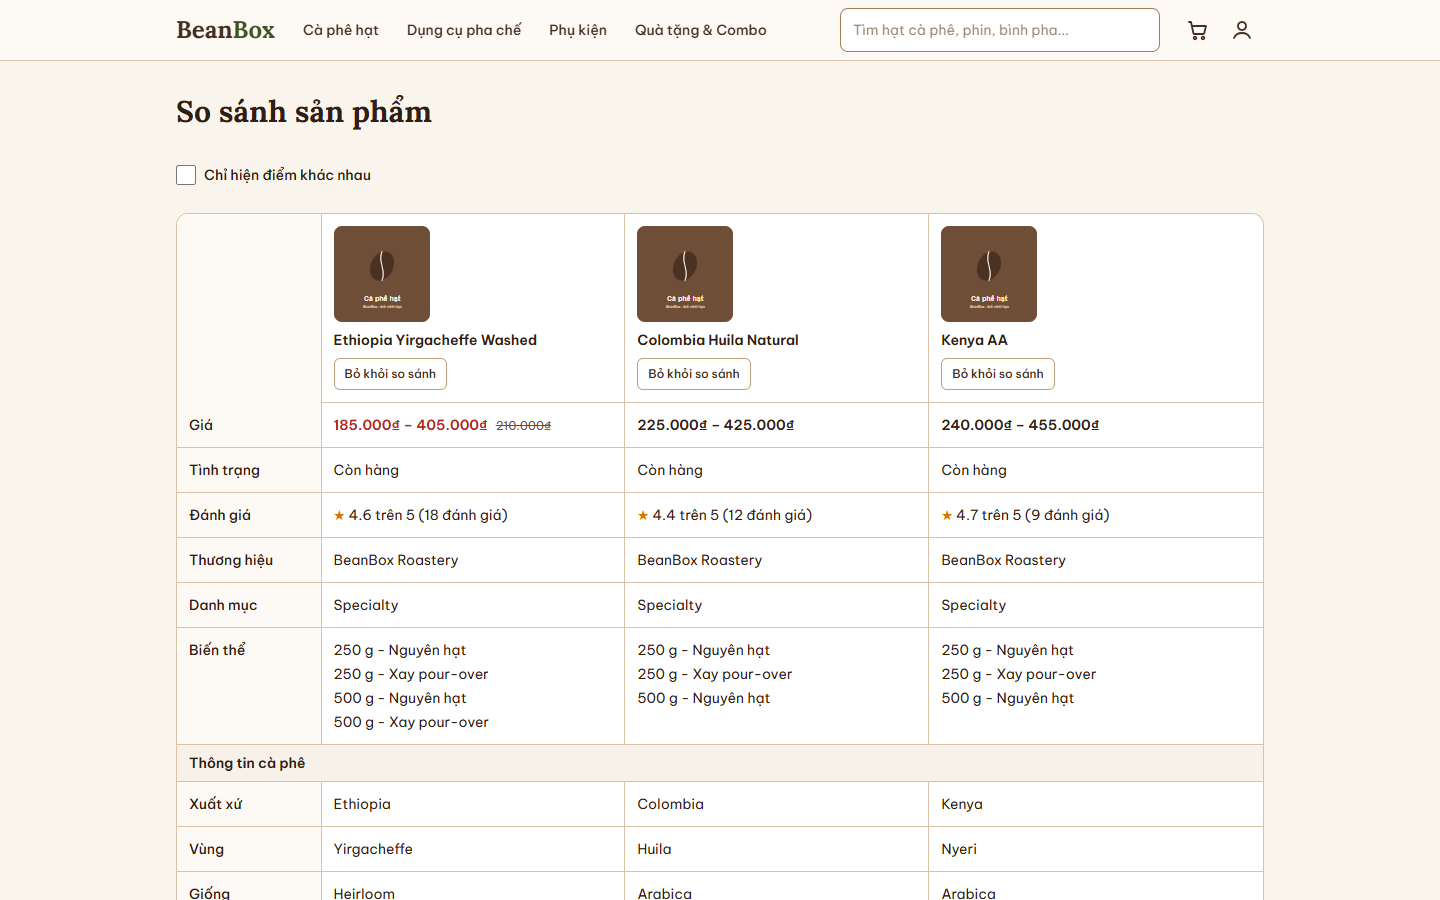 BeanBox Cà phê hạt Dụng cụ pha chế Phụ kiện Quà tặng & Combo Tìm hạt cà phê, phin, bình pha...
So sánh sản phẩm
Chỉ hiện điểm khác nhau
Cà phê hạt Cà phê hạt Cà phê hạt
Ethiopia Yirgacheffe Washed Colombia Huila Natural Kenya AA
Bỏ khỏi so sánh Bỏ khỏi so sánh Bỏ khỏi so sánh
Giá 185.000₫ – 405.000₫ 210.000₫ 225.000₫ – 425.000₫ 240.000₫ – 455.000₫
Tình trạng Còn hàng Còn hàng Còn hàng
Đánh giá ★ 4.6 trên 5 (18 đánh giá) ★ 4.4 trên 5 (12 đánh giá) ★ 4.7 trên 5 (9 đánh giá)
Thương hiệu BeanBox Roastery BeanBox Roastery BeanBox Roastery
Danh mục Specialty Specialty Specialty
Biến thể 250 g - Nguyên hạt 250 g - Nguyên hạt 250 g - Nguyên hạt
250 g - Xay pour-over 250 g - Xay pour-over 250 g - Xay pour-over
500 g - Nguyên hạt 500 g - Nguyên hạt 500 g - Nguyên hạt
500 g - Xay pour-over
Thông tin cà phê
Xuất xứ Ethiopia Colombia Kenya
Vùng Yirgacheffe Huila Nyeri
Giống Heirloom Arabica Arabica